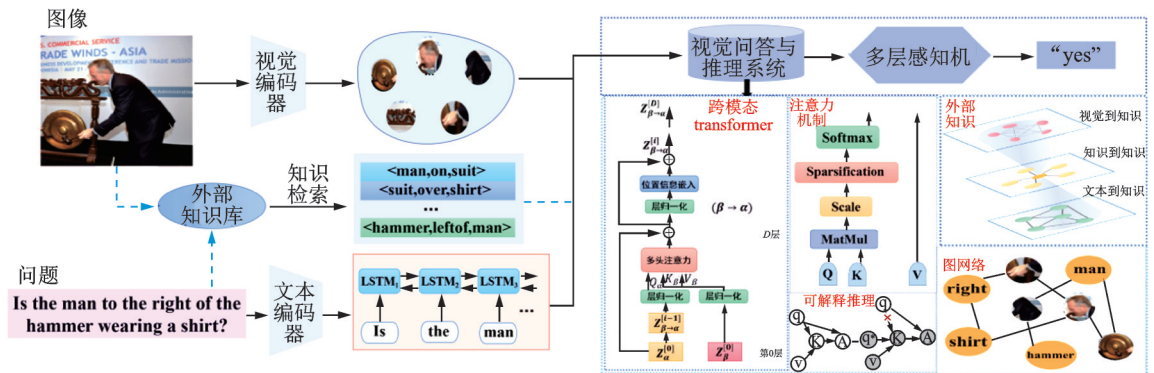 图像
S. COMMERCIAL SERVICE
RADE WINDS - ASIA
视觉
编码
器
外部
知识库
知识
检索
<man,on,suit>
<suit,over,shirt>
...
<hammer,leftof,man>
问题
Is the man to the right of the
hammer wearing a shirt?
文本
编码
器
LSTM1
LSTM2
LSTM3
...
Is
the
man
视觉问答与
推理系统
多层感知机
“yes”
跨模态
transformer
Z[D]β→α
Z[i]β→α
位置信息嵌入
层归一化
(β → α)
D层
多头注意力
Qα Kβ Vβ
层归一化
层归一化
Z[i-1]β→α
Z[0]α
Z[0]β
第0层
注意力
机制
Softmax
Sparsification
Scale
MatMul
Q
K
V
可解释推理
q
K
A
V
q*
q
K
A
V
外部
知识
视觉到知识
知识到知识
文本到知识
图网络
right
man
shirt
hammer